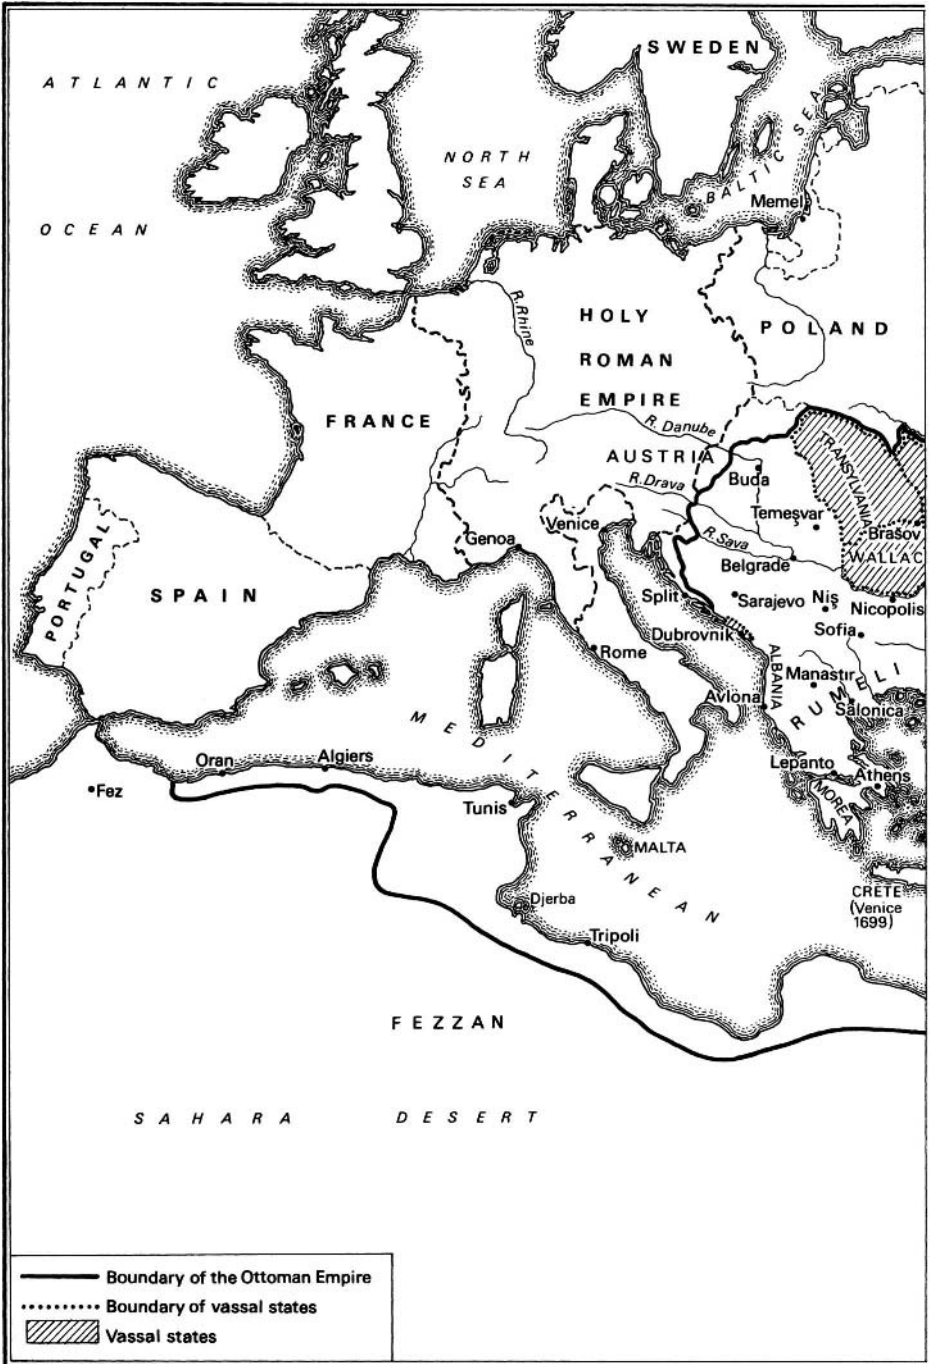 SWEDEN
ATLANTIC
OCEAN
NORTH
SEA
BALTIC SEA
Memel
R.Rhine
HOLY
ROMAN
EMPIRE
POLAND
FRANCE
R. Danube
AUSTRIA
TRANSYLVANIA
R. Drava
Buda
Temeşvar
Brašov
Venice
Genoa
R. Sava
Belgrade
WALLAC
PORTUGAL
SPAIN
Split
Sarajevo
Niş
Nicopolis
Dubrovnik
Sofia
Rome
ALBANIA
Manastır
RUMELI
Avlona
Salonica
MEDITERRANEAN
Oran
Algiers
Lepanto
Athens
Fez
Tunis
MOREA
MALTA
Djerba
CRETE
(Venice
1699)
Tripoli
FEZZAN
SAHARA DESERT
Boundary of the Ottoman Empire
Boundary of vassal states
Vassal states